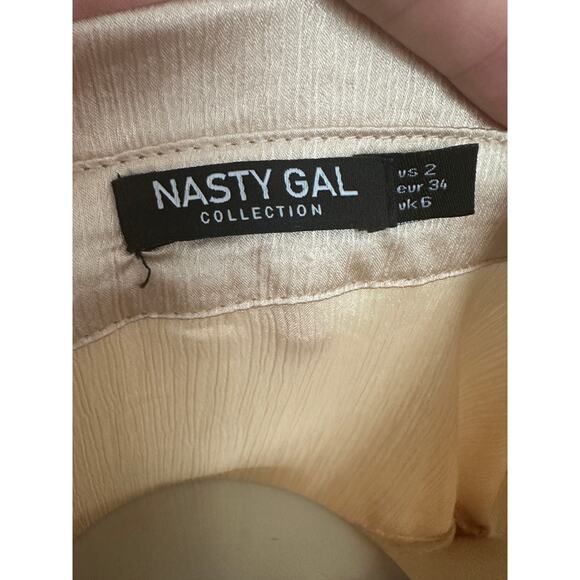 NASTY GAL
COLLECTION
us 2
eur 34
uk 6